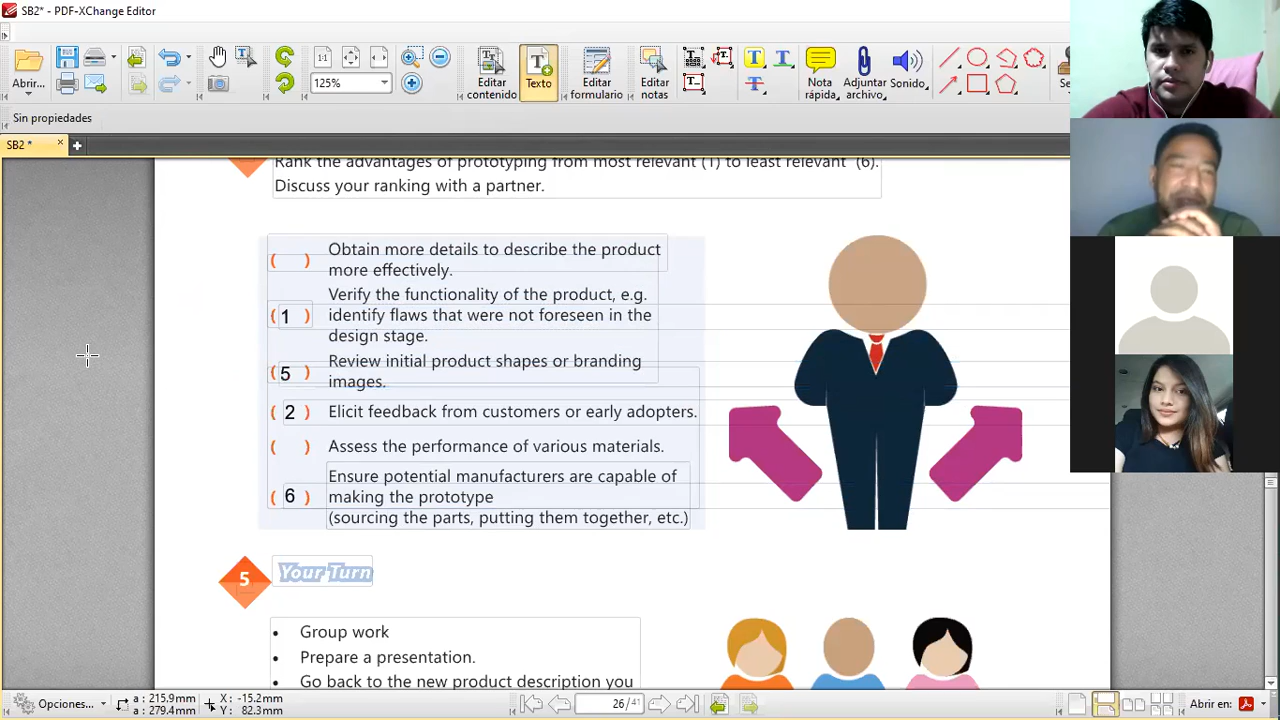 SB2* - PDF-XChange Editor
Abrir...
1:1
125%
Editar contenido
Texto
Editar formulario
Editar notas
Nota rápida
Adjuntar archivo
Sonido
Sin propiedades
SB2 *
Rank the advantages of prototyping from most relevant (1) to least relevant (6).
Discuss your ranking with a partner.
( ) Obtain more details to describe the product
more effectively.
Verify the functionality of the product, e.g.
( 1 ) identify flaws that were not foreseen in the
design stage.
Review initial product shapes or branding
( 5 ) images.
( 2 ) Elicit feedback from customers or early adopters.
( ) Assess the performance of various materials.
Ensure potential manufacturers are capable of
( 6 ) making the prototype
(sourcing the parts, putting them together, etc.)
5 Your Turn
• Group work
• Prepare a presentation.
• Go back to the new product description you
Opciones...
a : 215.9mm
a : 279.4mm
X : -15.2mm
Y : 82.3mm
26 / 41
Abrir en: